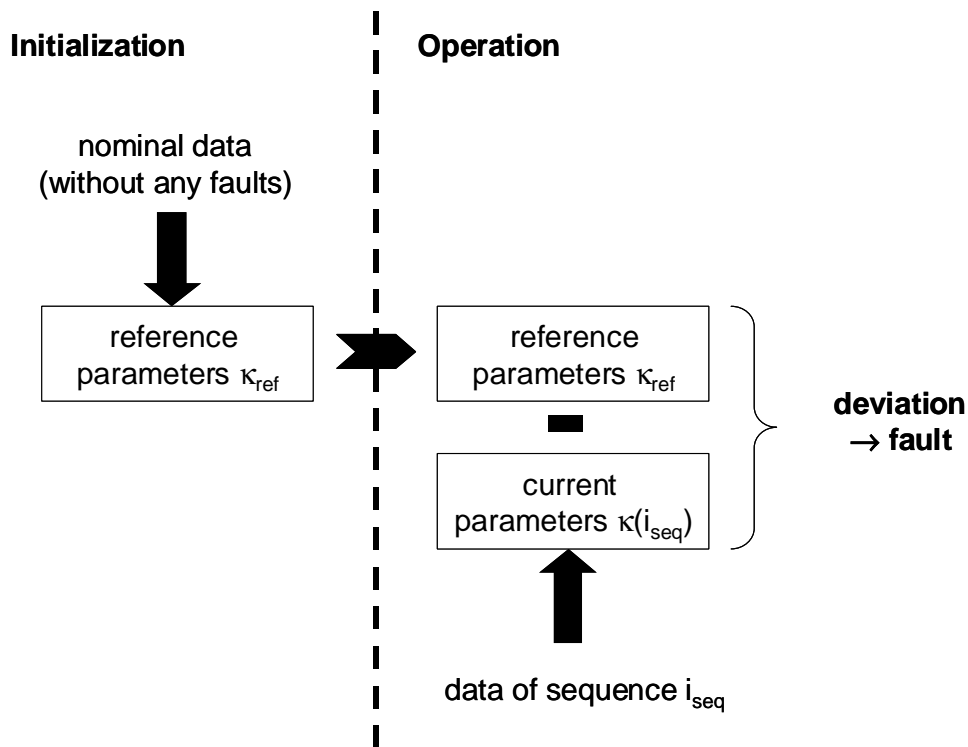 Initialization
Operation
nominal data
(without any faults)
reference
parameters κref
reference
parameters κref
current
parameters κ(iseq)
deviation
→ fault
data of sequence iseq